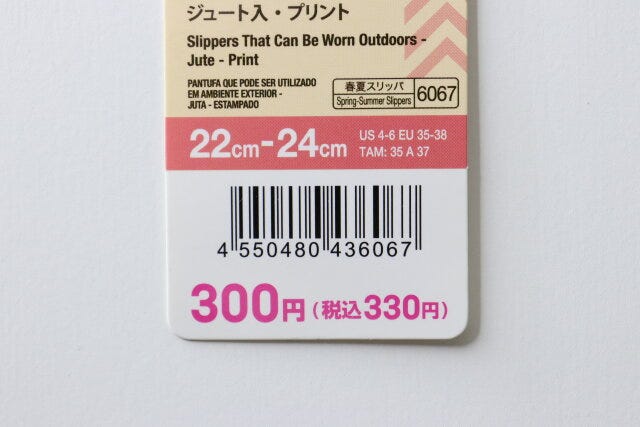 ジュート入・プリント
Slippers That Can Be Worn Outdoors -
Jute - Print
PANTUFA QUE PODE SER UTILIZADO
EM AMBIENTE EXTERIOR -
JUTA - ESTAMPADO
春夏スリッパ
Spring-Summer Slippers
6067
22cm-24cm
US 4-6 EU 35-38
TAM: 35 A 37
4 550480 436067
300円(税込330円)